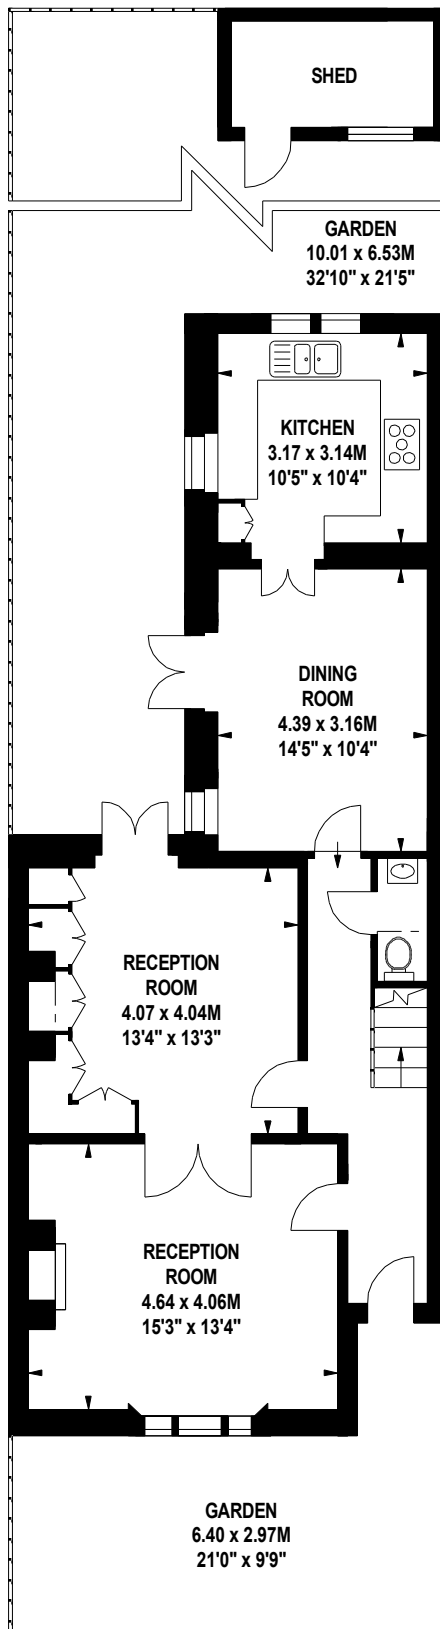 SHED
GARDEN
10.01 x 6.53M
32'10" x 21'5"
KITCHEN
3.17 x 3.14M
10'5" x 10'4"
DINING
ROOM
4.39 x 3.16M
14'5" x 10'4"
RECEPTION
ROOM
4.07 x 4.04M
13'4" x 13'3"
RECEPTION
ROOM
4.64 x 4.06M
15'3" x 13'4"
GARDEN
6.40 x 2.97M
21'0" x 9'9"